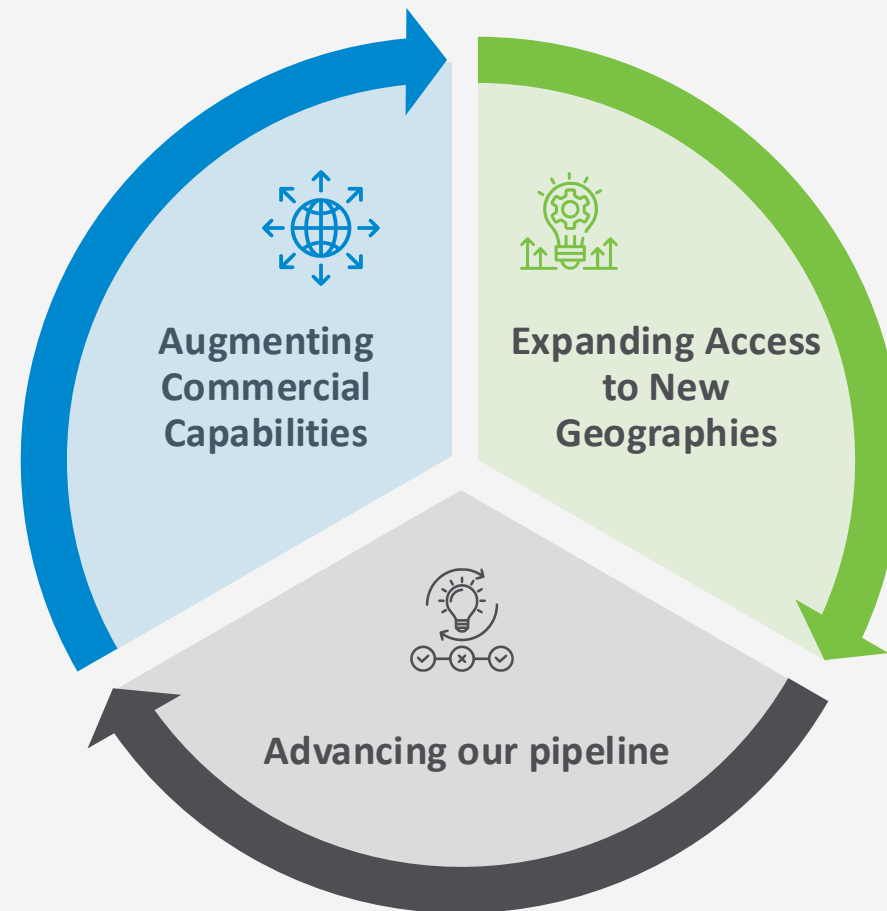 Augmenting
Commercial
Capabilities
Expanding Access
to New
Geographies
Advancing our pipeline